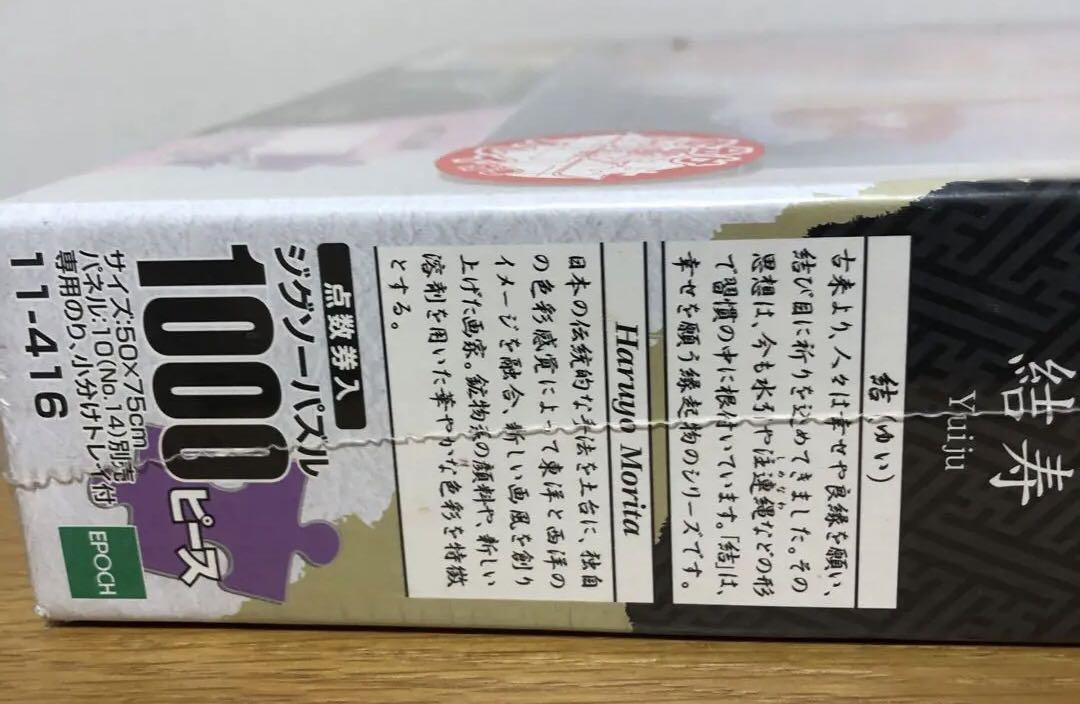 結寿
Yuiju
結(ゆい)
古来より、人々は幸せや良縁を願い、
結び目に祈りを込めてきました。その
思想は、今も水引や注連縄などの形
しめなわ
で習慣の中に根付いています。「結」は、
幸せを願う縁起物のシリーズです。
Haruyo Morita
日本の伝統的な手法を土台に、独自
の色彩感覚によって東洋と西洋の
イメージを融合、新しい画風を創り
上げた画家。鉱物系の顔料や新しい
溶剤を用いた華やかな色彩を特徴
とする。
点数券入
ジグソーパズル
1000ピース
サイズ:50×75cm
パネル:10(No.14)別売
専用のり、小分けトレイ付
11-416
EPOCH